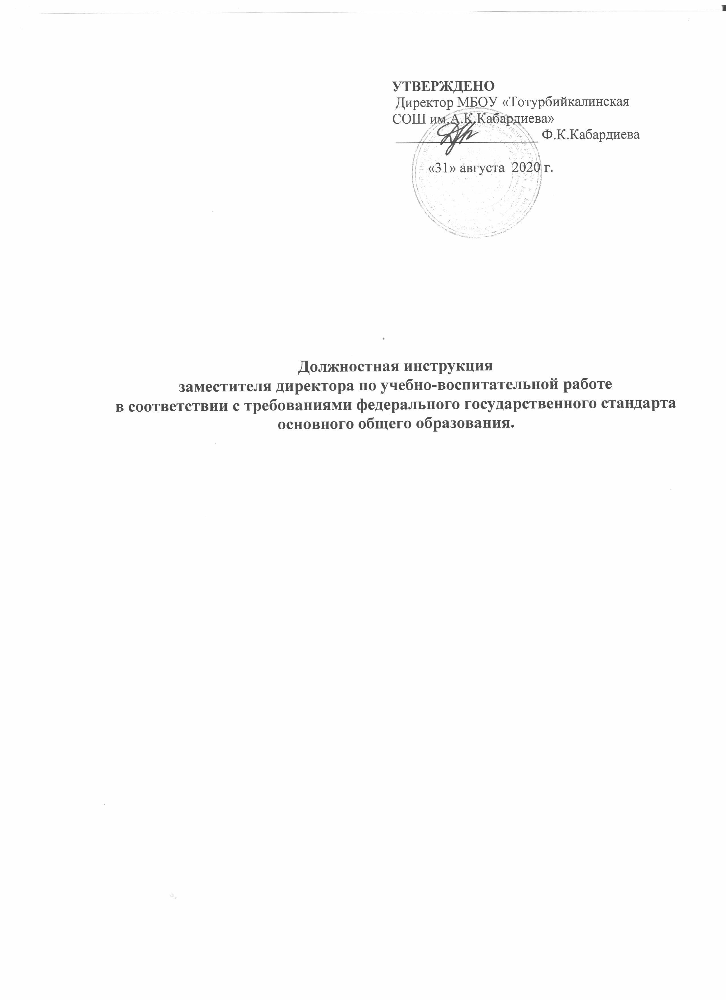 УТВЕРЖДЕНО
Директор МБОУ «Тотурбийкалинская
СОШ им.А.К.Кабардиева»
Ф.К.Кабардиева
«31» августа 2020 г.
Должностная инструкция
заместителя директора по учебно-воспитательной работе
в соответствии с требованиями федерального государственного стандарта
основного общего образования.